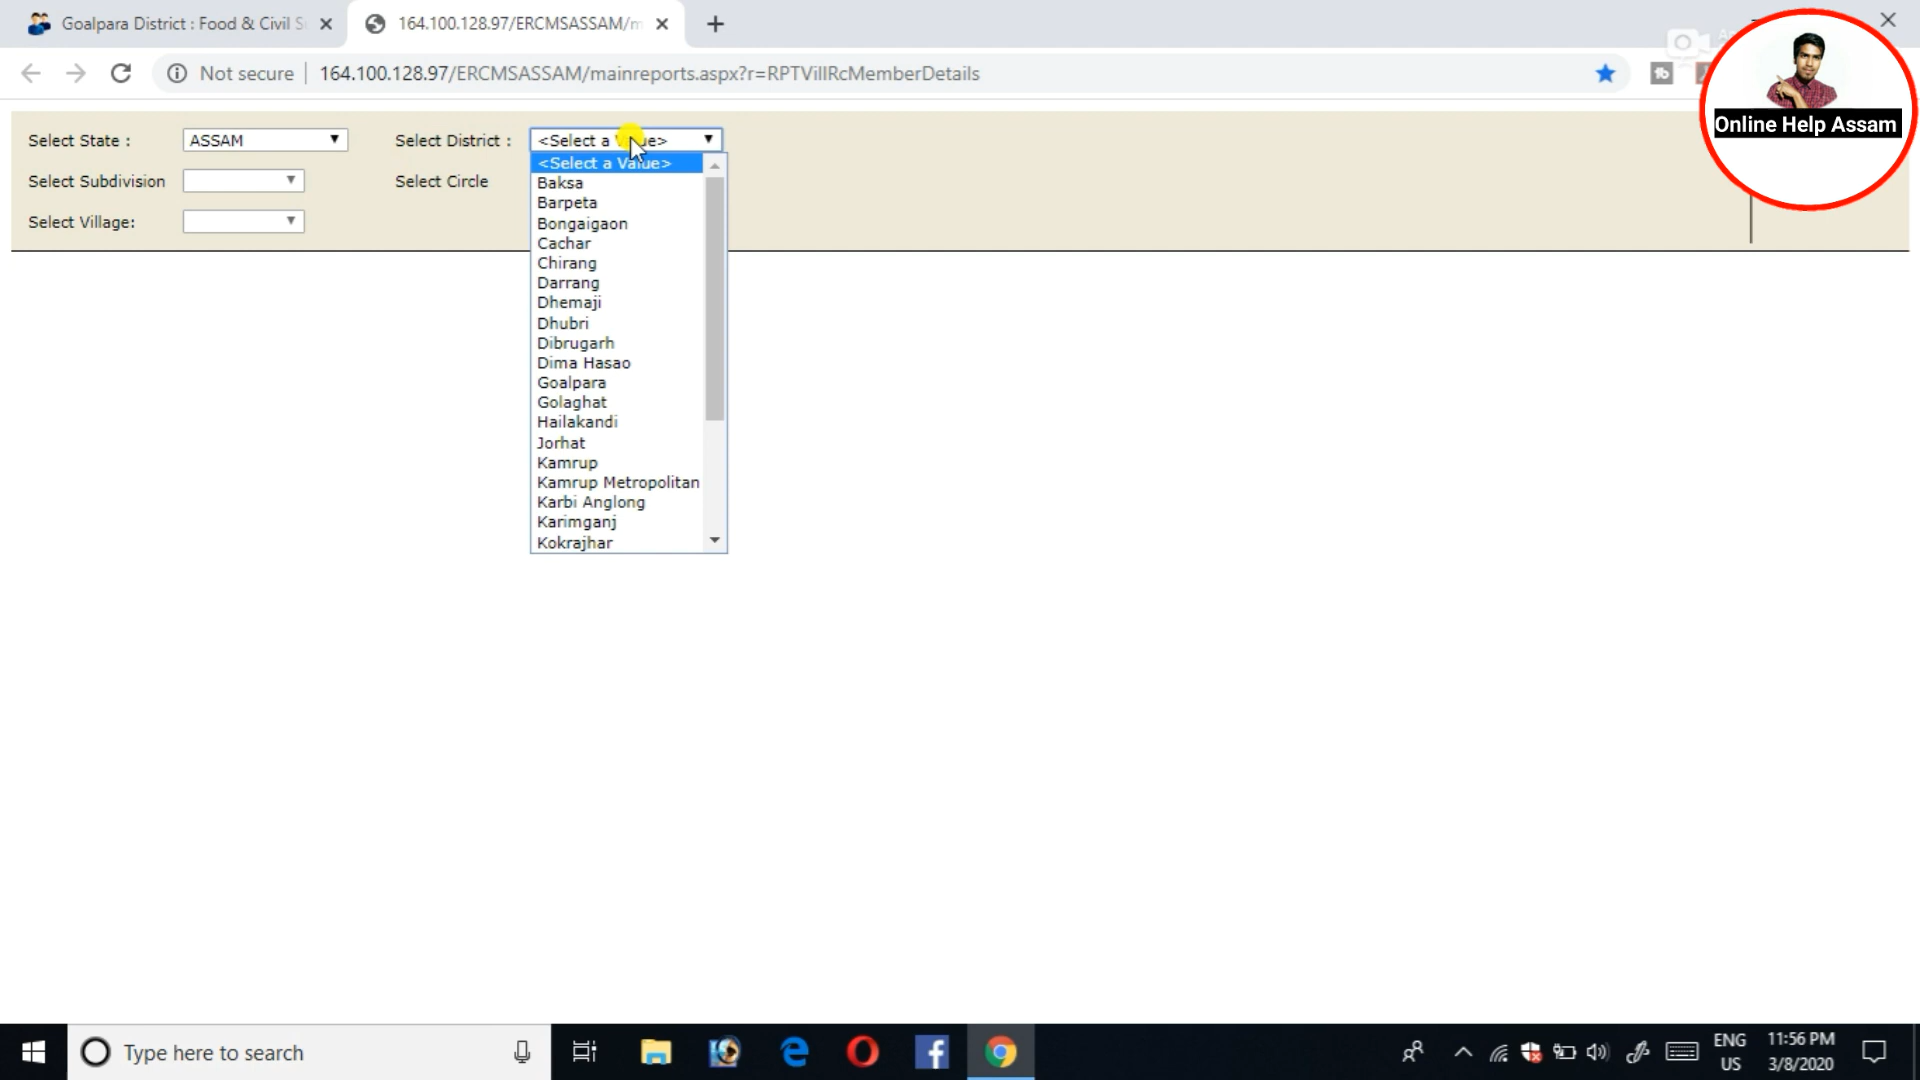 Goalpara District : Food & Civil S
164.100.128.97/ERCMSASSAM/m
Not secure
164.100.128.97/ERCMSASSAM/mainreports.aspx?r=RPTVillRcMemberDetails
Online Help Assam
Select State :
ASSAM
Select District :
<Select a Value>
Select Subdivision
Select Circle
Select Village:
<Select a Value>
Baksa
Barpeta
Bongaigaon
Cachar
Chirang
Darrang
Dhemaji
Dhubri
Dibrugarh
Dima Hasao
Goalpara
Golaghat
Hailakandi
Jorhat
Kamrup
Kamrup Metropolitan
Karbi Anglong
Karimganj
Kokrajhar
Type here to search
ENG
US
11:56 PM
3/8/2020